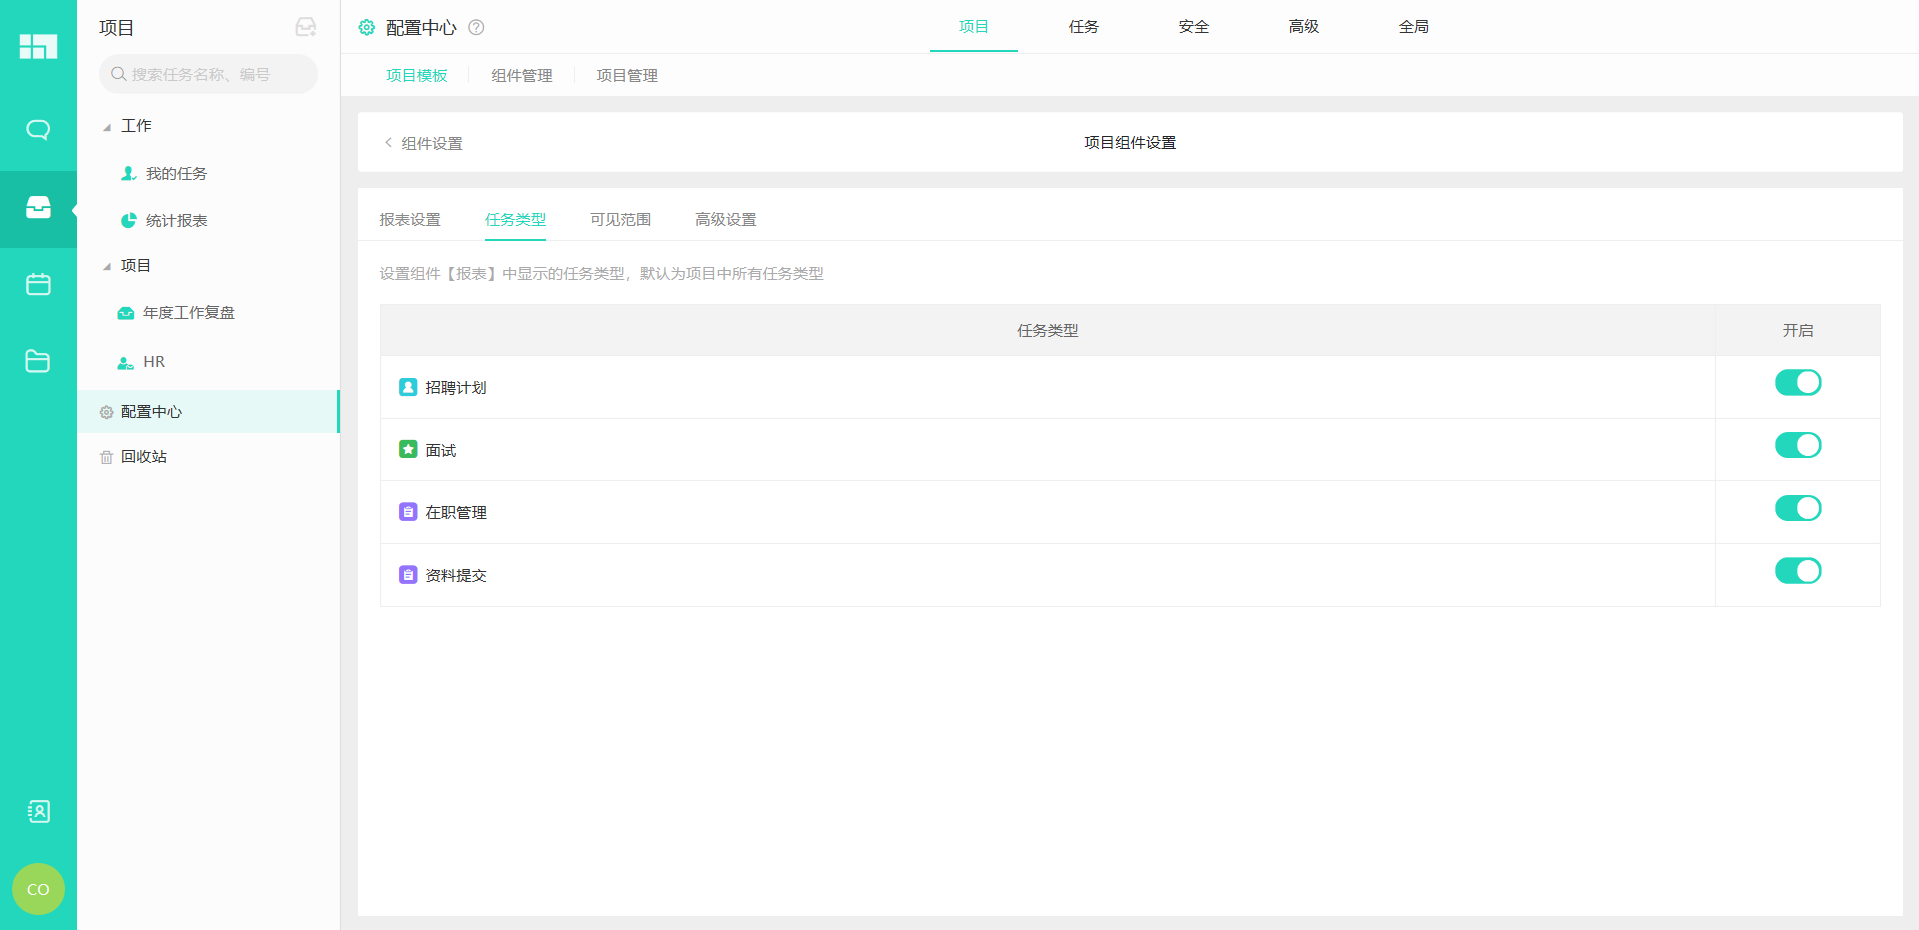 项目
搜索任务名称、编号
工作
我的任务
统计报表
项目
年度工作复盘
HR
配置中心
回收站
CO
配置中心
项目
任务
安全
高级
全局
项目模板
组件管理
项目管理
组件设置
项目组件设置
报表设置
任务类型
可见范围
高级设置
设置组件【报表】中显示的任务类型，默认为项目中所有任务类型
任务类型
开启
招聘计划
面试
在职管理
资料提交